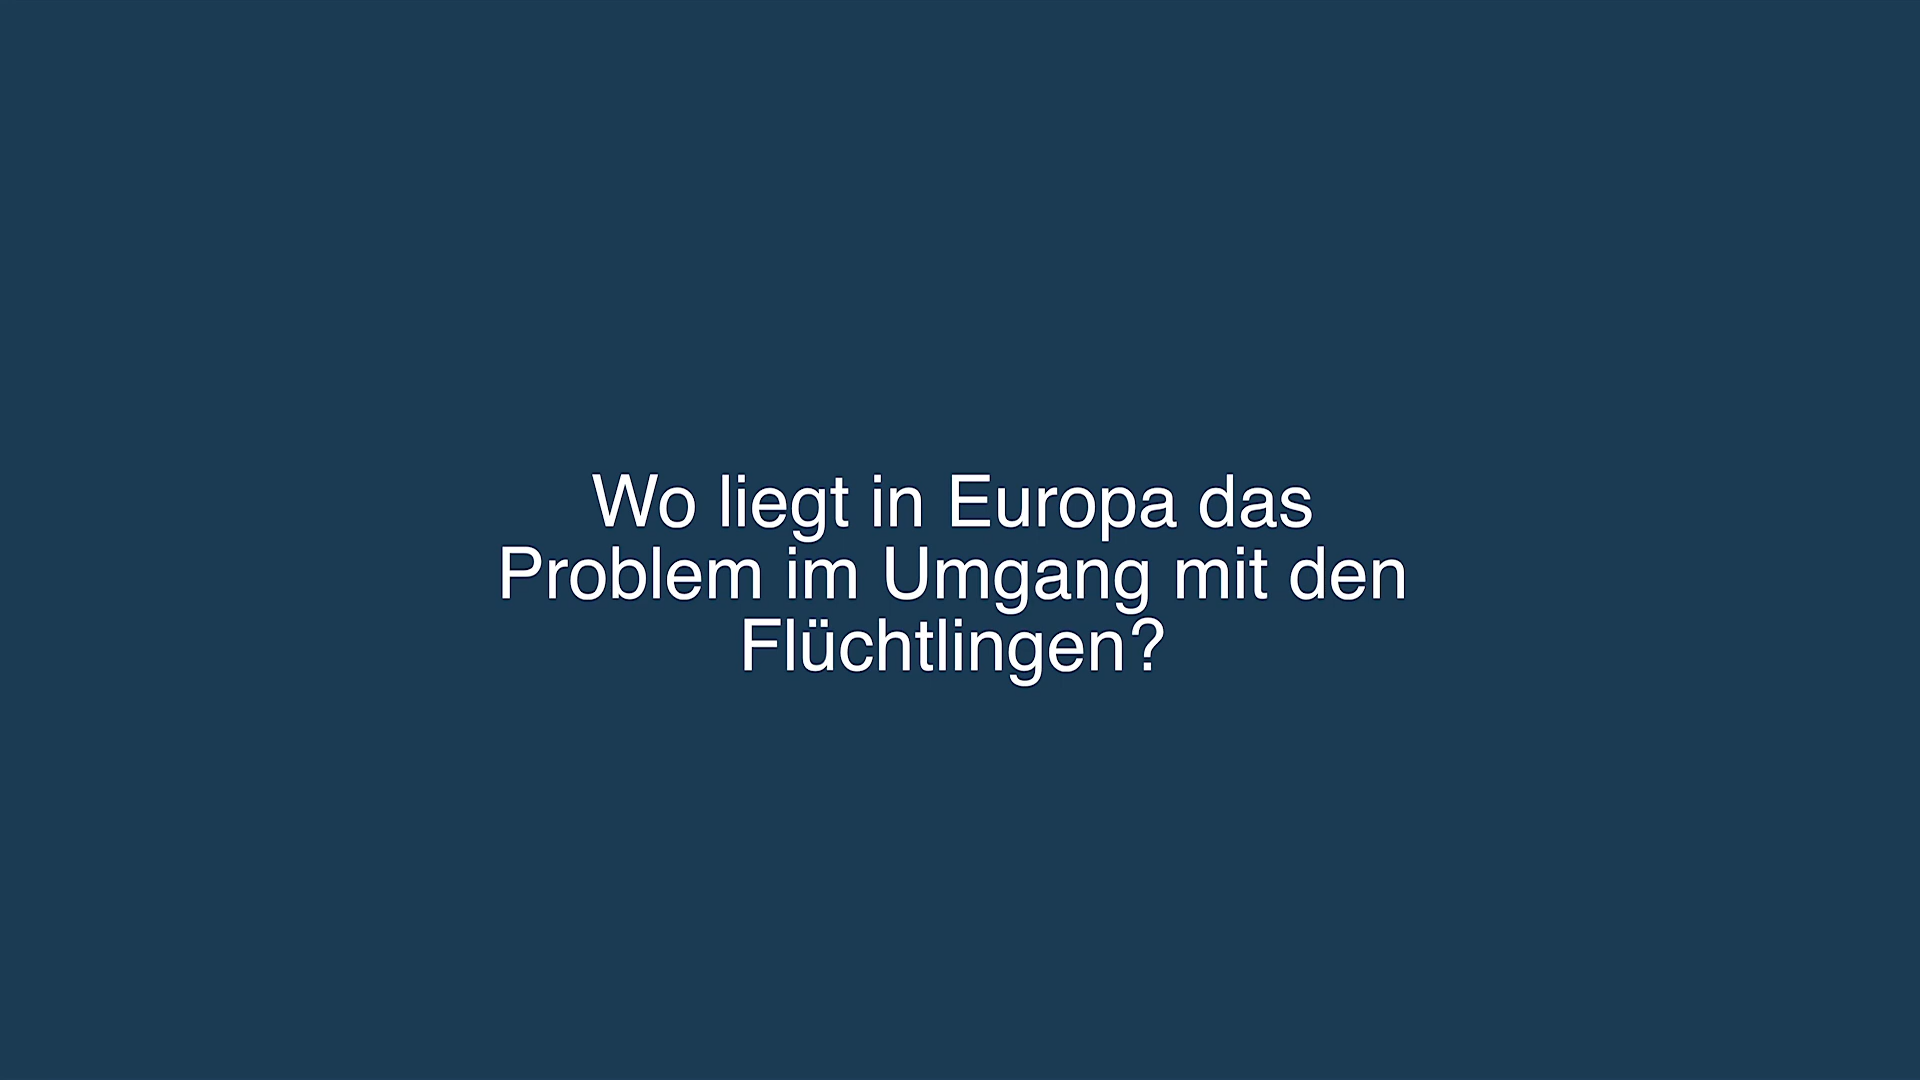 Wo liegt in Europa das
Problem im Umgang mit den
Flüchtlingen?